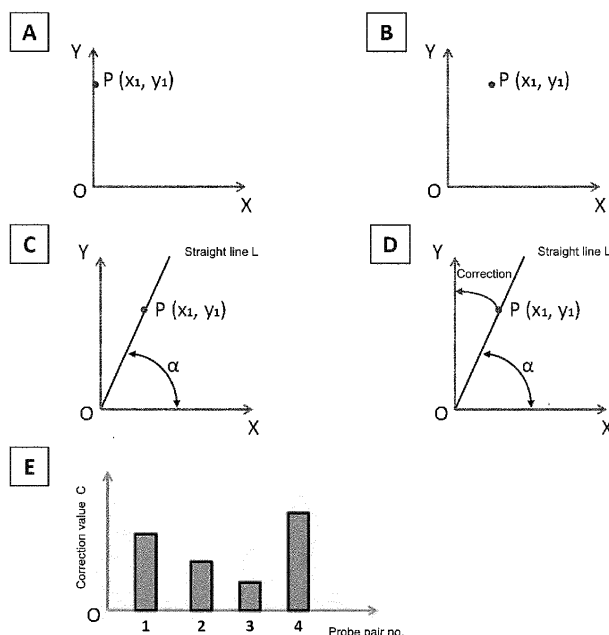 A
Y
P (x₁, y₁)
O
X
B
Y
P (x₁, y₁)
O
X
C
Y
Straight line L
P (x₁, y₁)
α
O
X
D
Y
Straight line L
Correction
P (x₁, y₁)
α
O
X
E
Correction value C
O
1 2 3 4
Probe pair no.